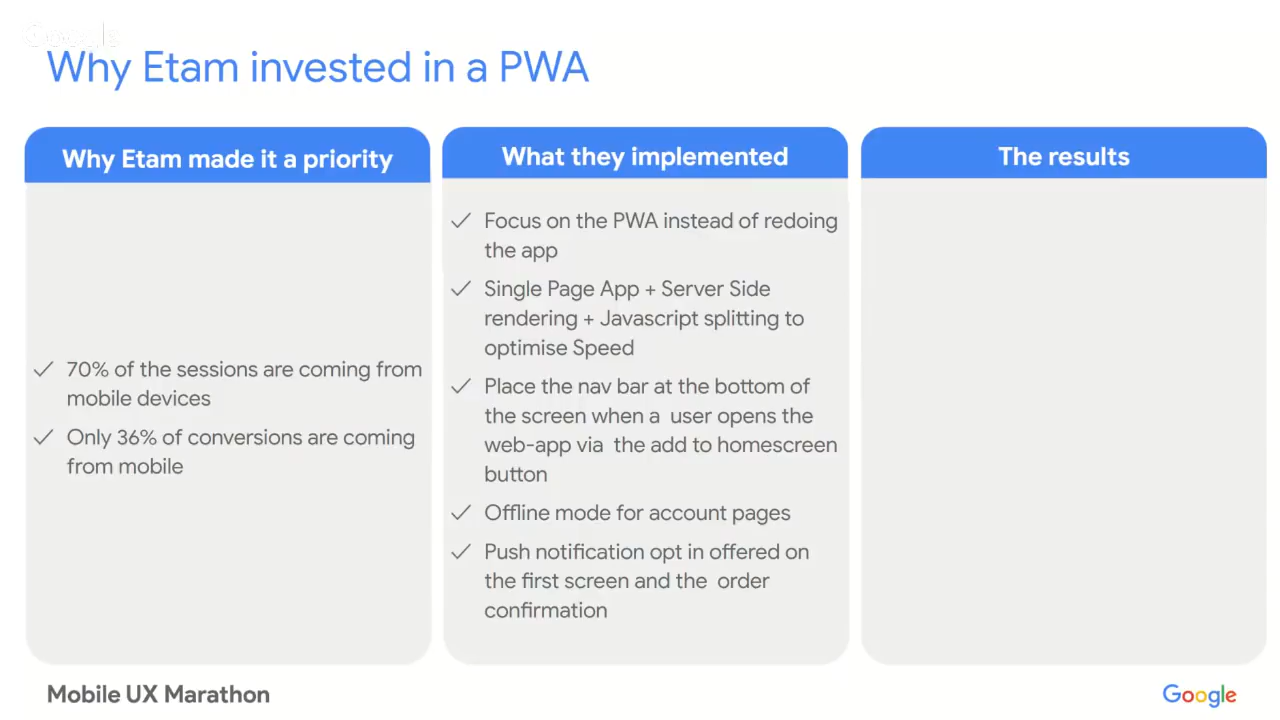 Google
Why Etam invested in a PWA
Why Etam made it a priority
70% of the sessions are coming from
mobile devices
Only 36% of conversions are coming
from mobile
What they implemented
Focus on the PWA instead of redoing
the app
Single Page App + Server Side
rendering + Javascript splitting to
optimise Speed
Place the nav bar at the bottom of
the screen when a user opens the
web-app via the add to homescreen
button
Offline mode for account pages
Push notification opt in offered on
the first screen and the order
confirmation
The results
Mobile UX Marathon
Google